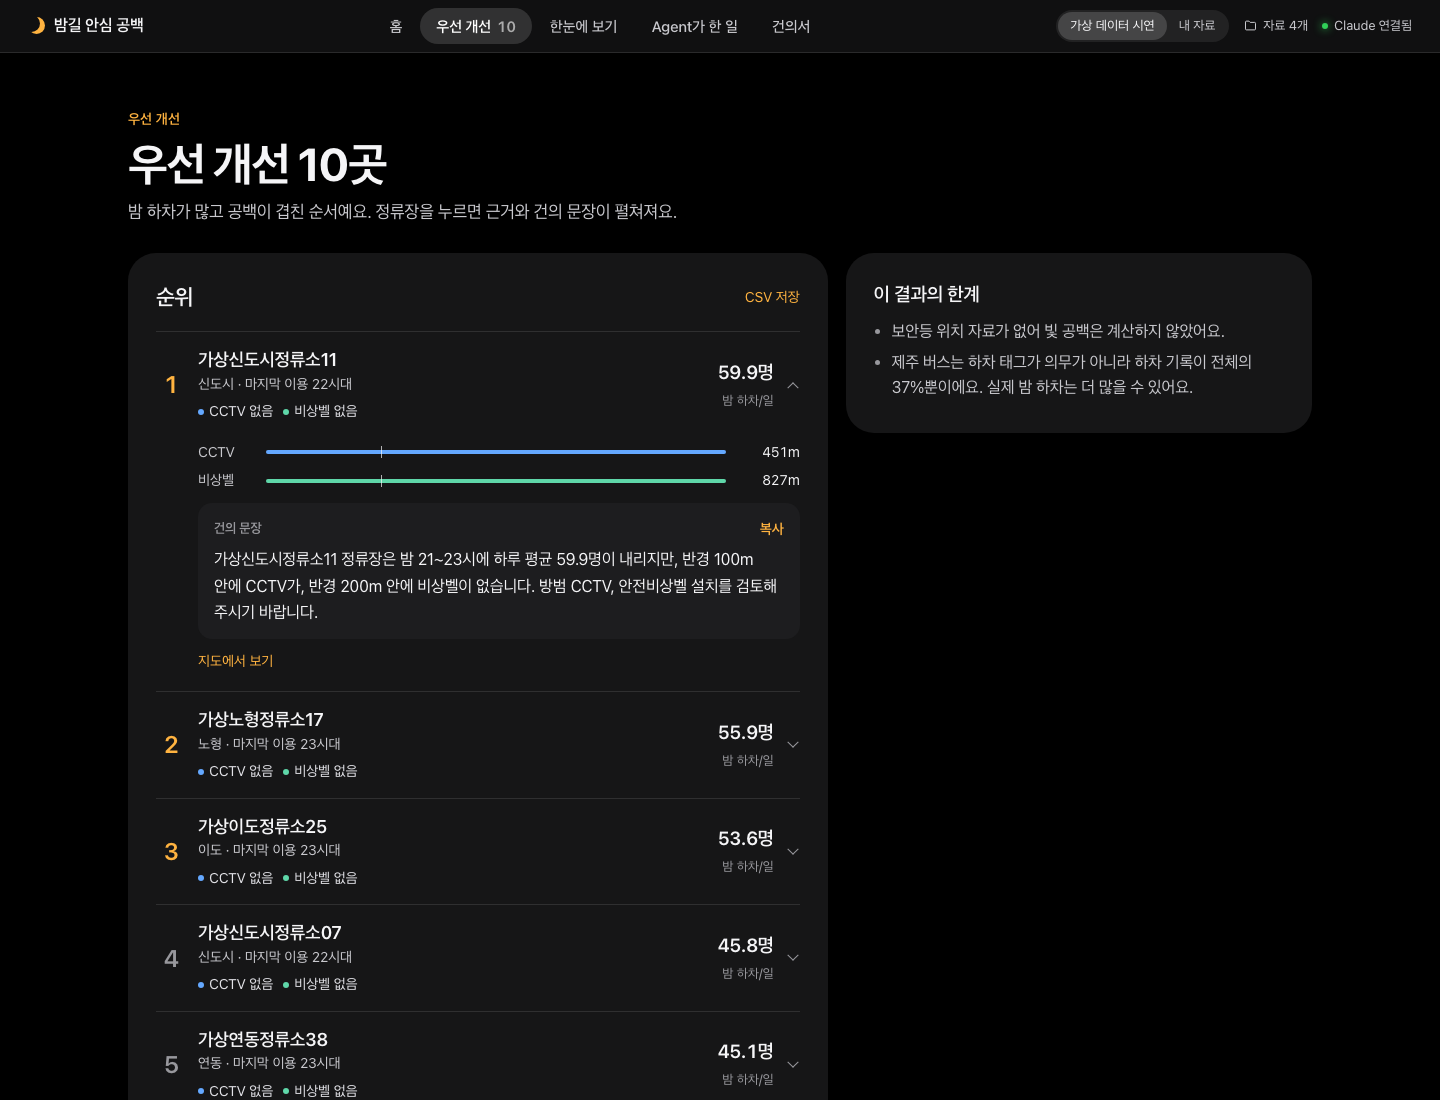 밤길 안심 공백
홈
우선 개선 10
한눈에 보기
Agent가 한 일
건의서
가상 데이터 시연
내 자료
자료 4개
Claude 연결됨
우선 개선
우선 개선 10곳
밤 하차가 많고 공백이 겹친 순서예요. 정류장을 누르면 근거와 건의 문장이 펼쳐져요.
순위
CSV 저장
1
가상신도시정류소11
신도시 · 마지막 이용 22시대
CCTV 없음 비상벨 없음
59.9명
밤 하차/일
CCTV
451m
비상벨
827m
건의 문장
복사
가상신도시정류소11 정류장은 밤 21~23시에 하루 평균 59.9명이 내리지만, 반경 100m
안에 CCTV가, 반경 200m 안에 비상벨이 없습니다. 방범 CCTV, 안전비상벨 설치를 검토해
주시기 바랍니다.
지도에서 보기
2
가상노형정류소17
노형 · 마지막 이용 23시대
CCTV 없음 비상벨 없음
55.9명
밤 하차/일
3
가상이도정류소25
이도 · 마지막 이용 23시대
CCTV 없음 비상벨 없음
53.6명
밤 하차/일
4
가상신도시정류소07
신도시 · 마지막 이용 22시대
CCTV 없음 비상벨 없음
45.8명
밤 하차/일
5
가상연동정류소38
연동 · 마지막 이용 23시대
CCTV 없음 비상벨 없음
45.1명
밤 하차/일
이 결과의 한계
보안등 위치 자료가 없어 빛 공백은 계산하지 않았어요.
제주 버스는 하차 태그가 의무가 아니라 하차 기록이 전체의
37%뿐이에요. 실제 밤 하차는 더 많을 수 있어요.